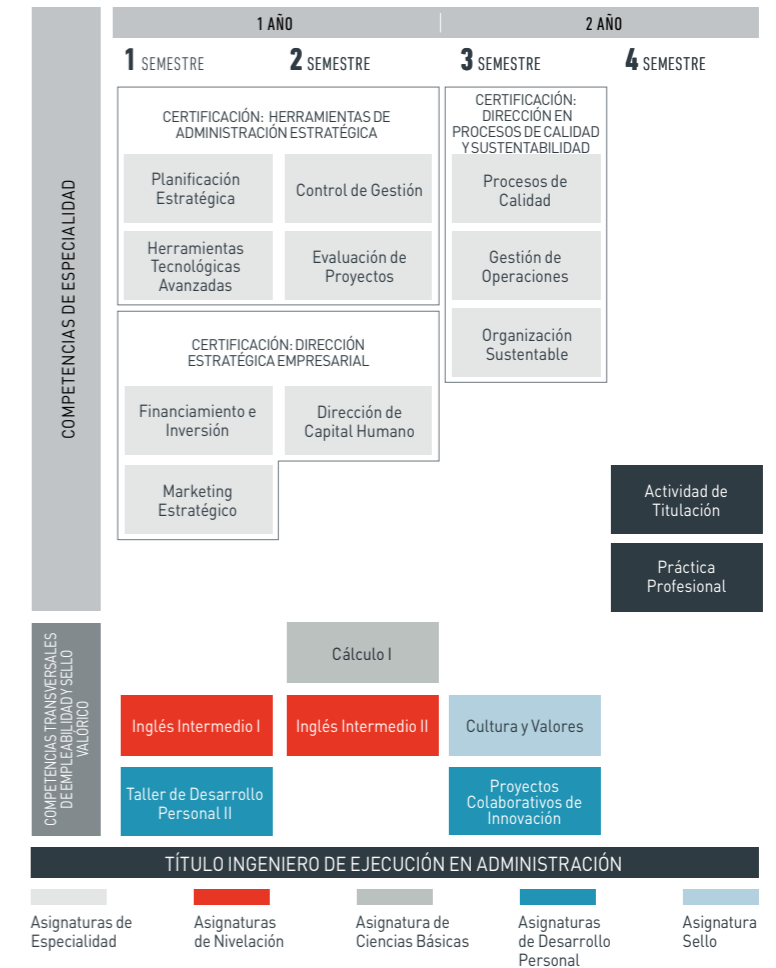 1 AÑO
2 AÑO
1 SEMESTRE
2 SEMESTRE
3 SEMESTRE
4 SEMESTRE
COMPETENCIAS DE ESPECIALIDAD
CERTIFICACIÓN: HERRAMIENTAS DE
ADMINISTRACIÓN ESTRATÉGICA
Planificación
Estratégica
Control de Gestión
Herramientas
Tecnológicas
Avanzadas
Evaluación de
Proyectos
CERTIFICACIÓN:
DIRECCIÓN EN
PROCESOS DE CALIDAD
Y SUSTENTABILIDAD
Procesos de
Calidad
Gestión de
Operaciones
Organización
Sustentable
CERTIFICACIÓN: DIRECCIÓN
ESTRATÉGICA EMPRESARIAL
Financiamiento e
Inversión
Dirección de
Capital Humano
Marketing
Estratégico
Actividad de
Titulación
Práctica
Profesional
COMPETENCIAS TRANSVERSALES
DE EMPLEABILIDAD Y SELLO
VALÓRICO
Cálculo I
Inglés Intermedio I
Inglés Intermedio II
Cultura y Valores
Taller de Desarrollo
Personal II
Proyectos
Colaborativos de
Innovación
TÍTULO INGENIERO DE EJECUCIÓN EN ADMINISTRACIÓN
Asignaturas de
Especialidad
Asignaturas
de Nivelación
Asignatura de
Ciencias Básicas
Asignaturas
de Desarrollo
Personal
Asignatura
Sello